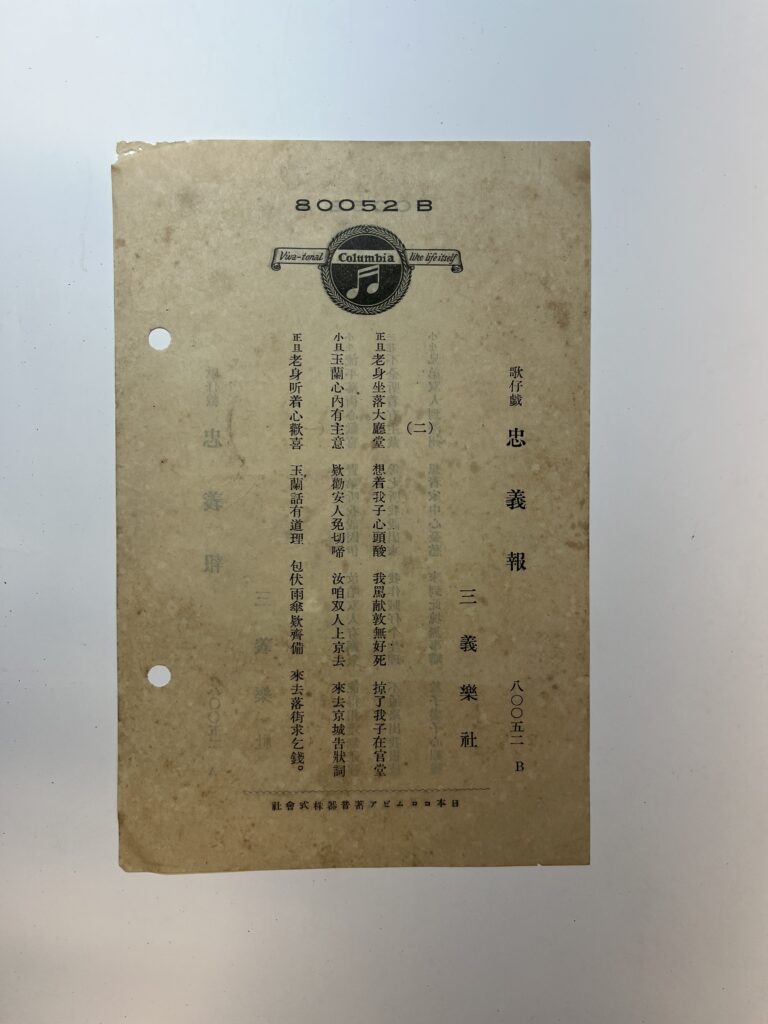 80052 B
Viva-tonal Columbia like life itself
歌仔戲 忠義報 八〇〇五二 B
三義樂社
(二)
正旦老身坐落大廳堂 想着我子心頭酸 我罵献敦無好死 掠了我子在官堂
小旦玉蘭心內有主意 欵勸安人免切啼 汝咱双人上京去 來去京城告狀詞
正旦老身听着心歡喜 玉蘭話有道理 包伏雨傘欵齊備 來去落街求乞錢。
日本コロムビア蓄音器株式會社